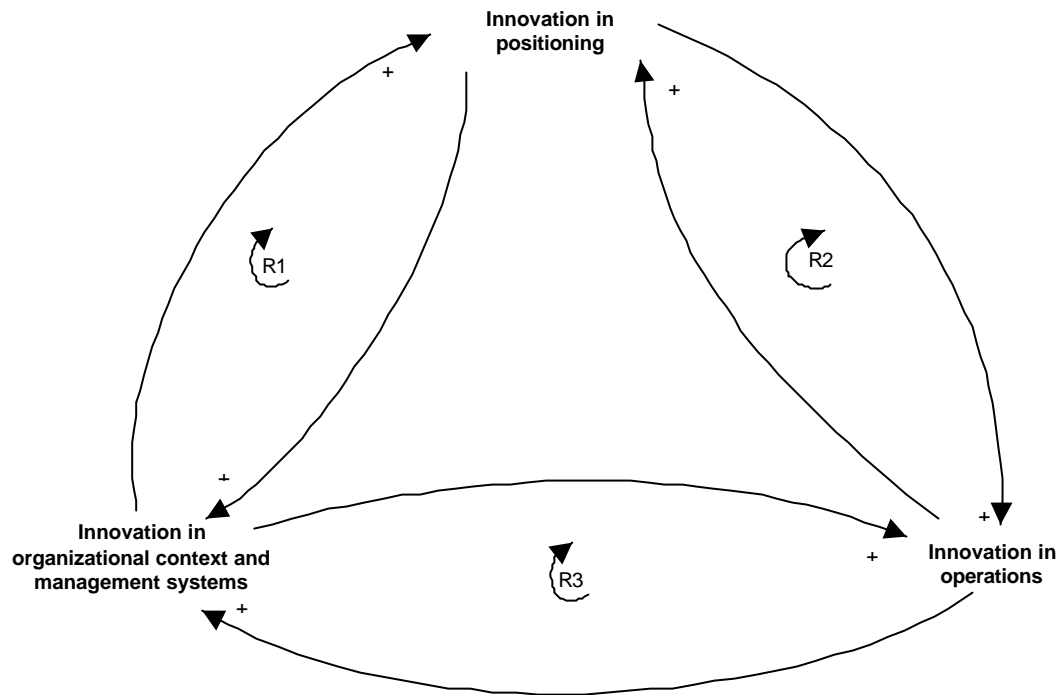 Innovation in
positioning
+
+
R1
R2
+
+
Innovation in
organizational context and
management systems
Innovation in
operations
+
R3
+